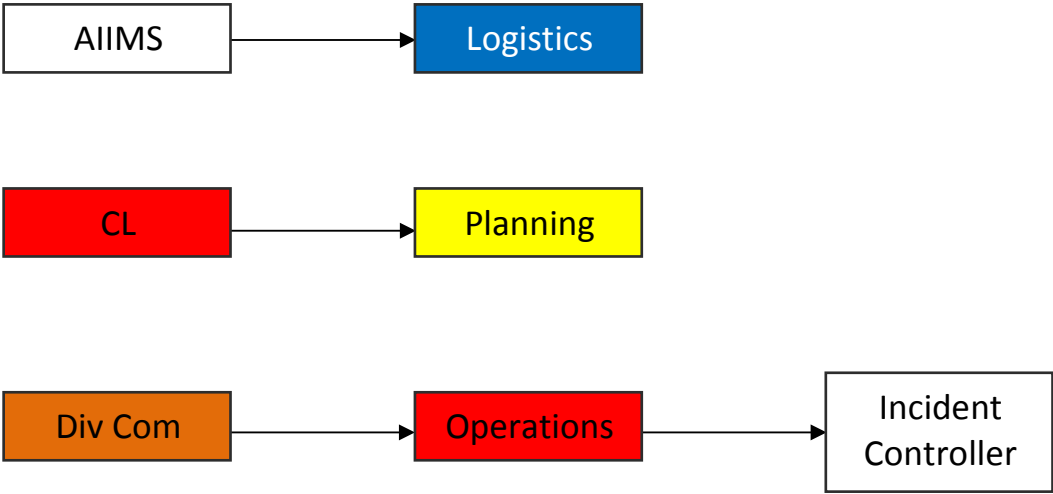 AIIMS
Logistics
CL
Planning
Div Com
Operations
Incident
Controller